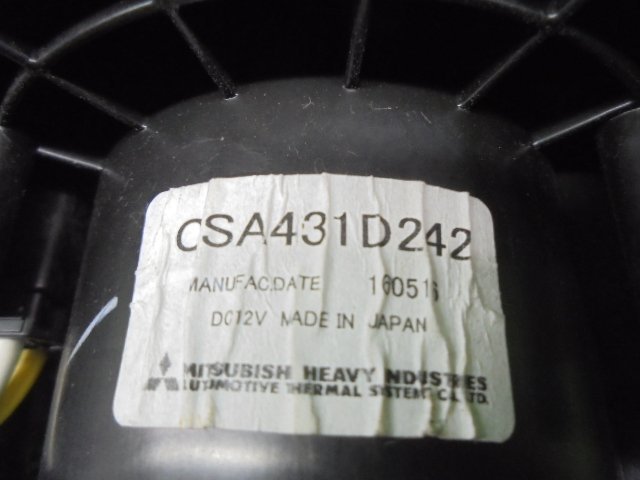 CSA431D242
MANUFAC.DATE 160516
DC12V MADE IN JAPAN
MITSUBISHI HEAVY INDUSTRIES
AUTOMOTIVE THERMAL SYSTEMS CO., LTD.